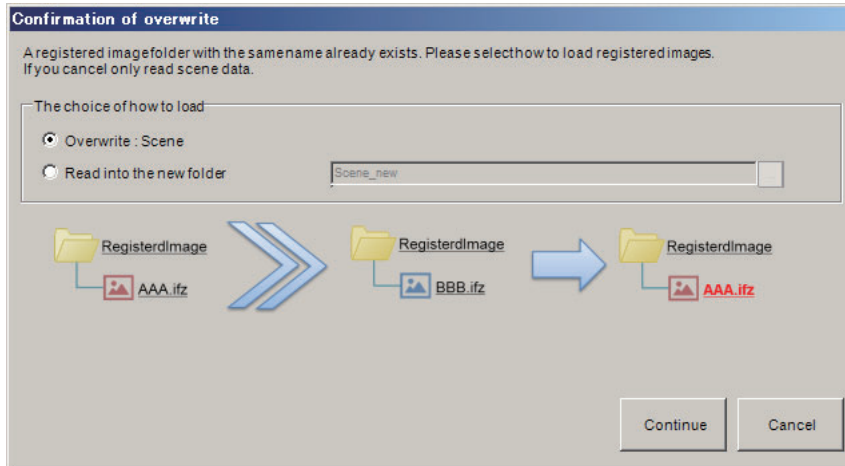 Confirmation of overwrite
A registered image folder with the same name already exists. Please select how to load registered images.
If you cancel only read scene data.
The choice of how to load
Overwrite : Scene
Read into the new folder
Scene_new
...
RegisterdImage
AAA.ifz
RegisterdImage
BBB.ifz
RegisterdImage
AAA.ifz
Continue
Cancel